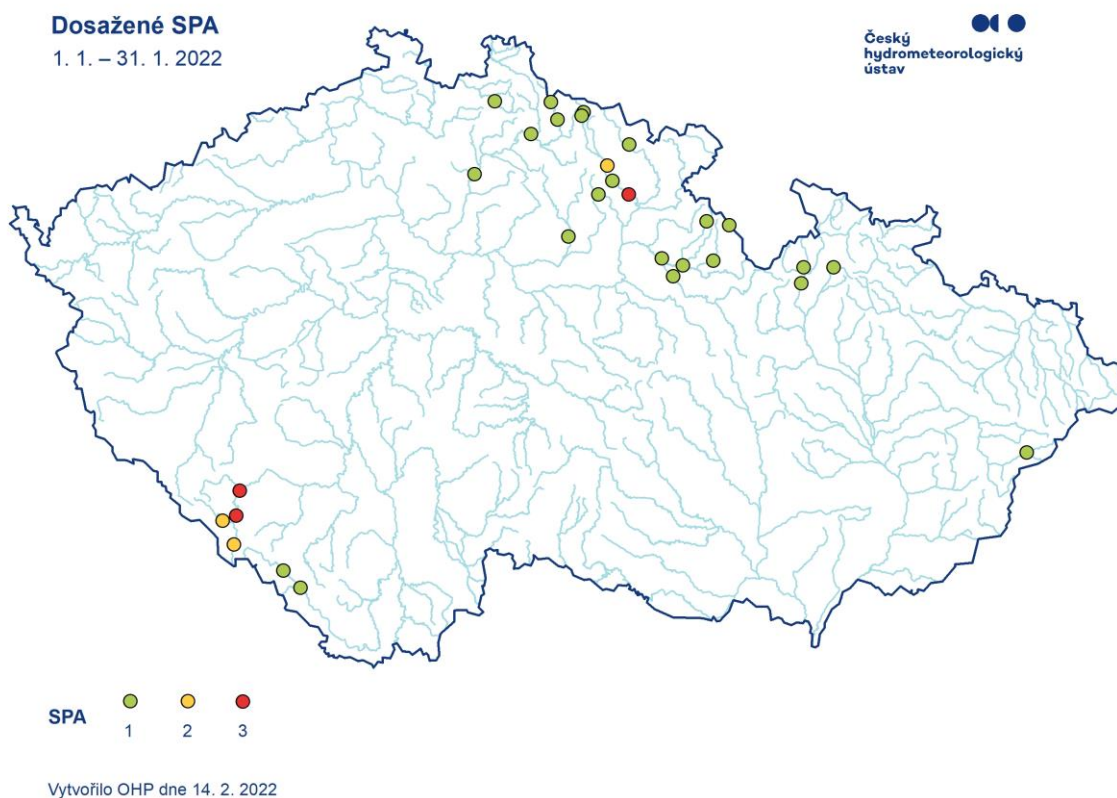 Dosažené SPA
1. 1. – 31. 1. 2022
Český
hydrometeorologický
ústav
SPA
1 2 3
Vytvořilo OHP dne 14. 2. 2022